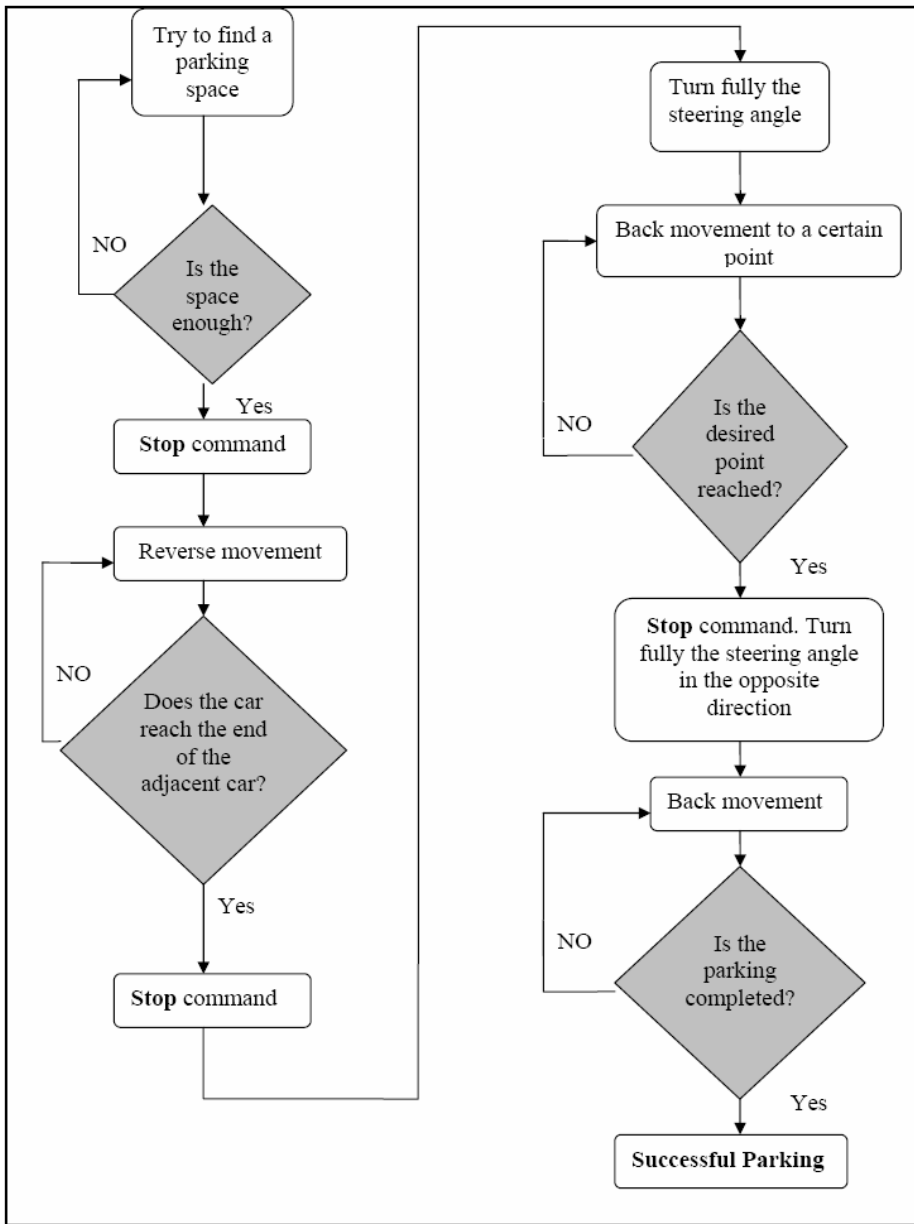 Try to find a
parking
space
NO
Is the
space
enough?
Yes
Stop command
Reverse movement
NO
Does the car
reach the end
of the
adjacent car?
Yes
Stop command
Turn fully the
steering angle
Back movement to a certain
point
NO
Is the
desired
point
reached?
Yes
Stop command. Turn
fully the steering angle
in the opposite
direction
Back movement
NO
Is the
parking
completed?
Yes
Successful Parking